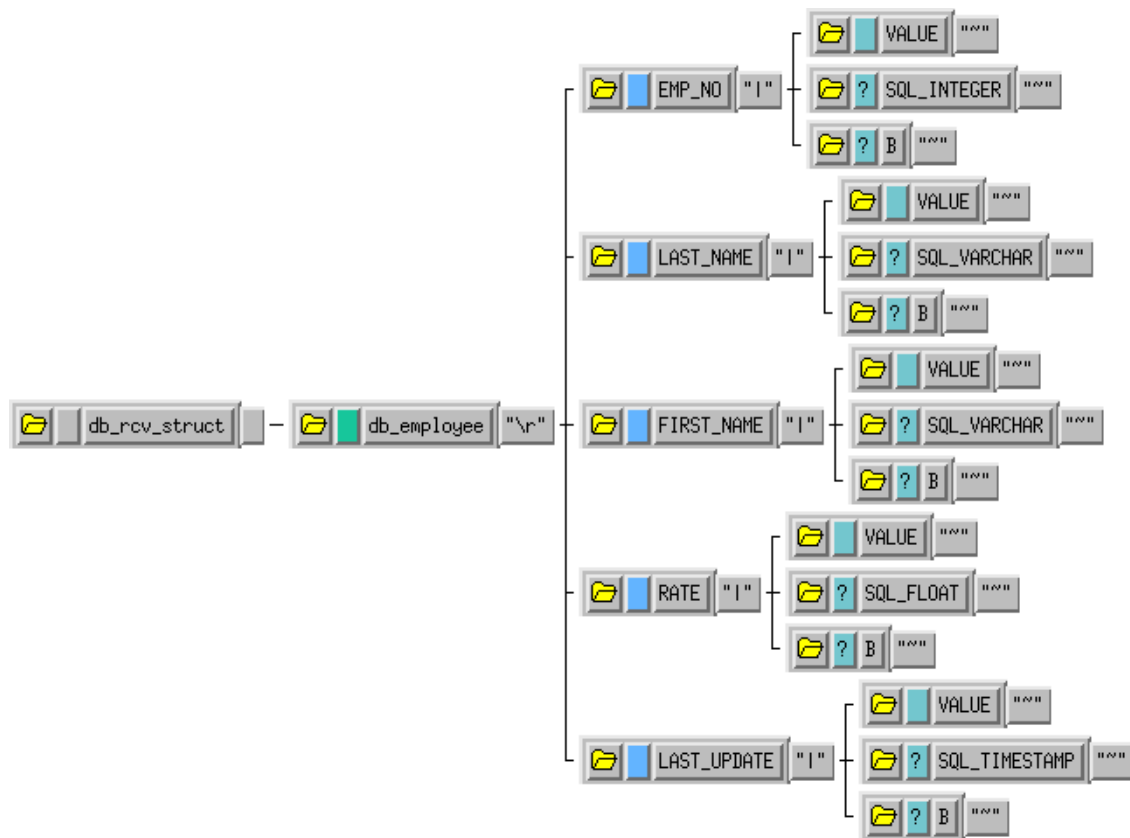 VALUE "~"
EMP_NO "|" ? SQL_INTEGER "~"
? B "~"
VALUE "~"
LAST_NAME "|" ? SQL_VARCHAR "~"
? B "~"
VALUE "~"
db_rcv_struct db_employee "\r" FIRST_NAME "|" ? SQL_VARCHAR "~"
? B "~"
VALUE "~"
RATE "|" ? SQL_FLOAT "~"
? B "~"
VALUE "~"
LAST_UPDATE "|" ? SQL_TIMESTAMP "~"
? B "~"